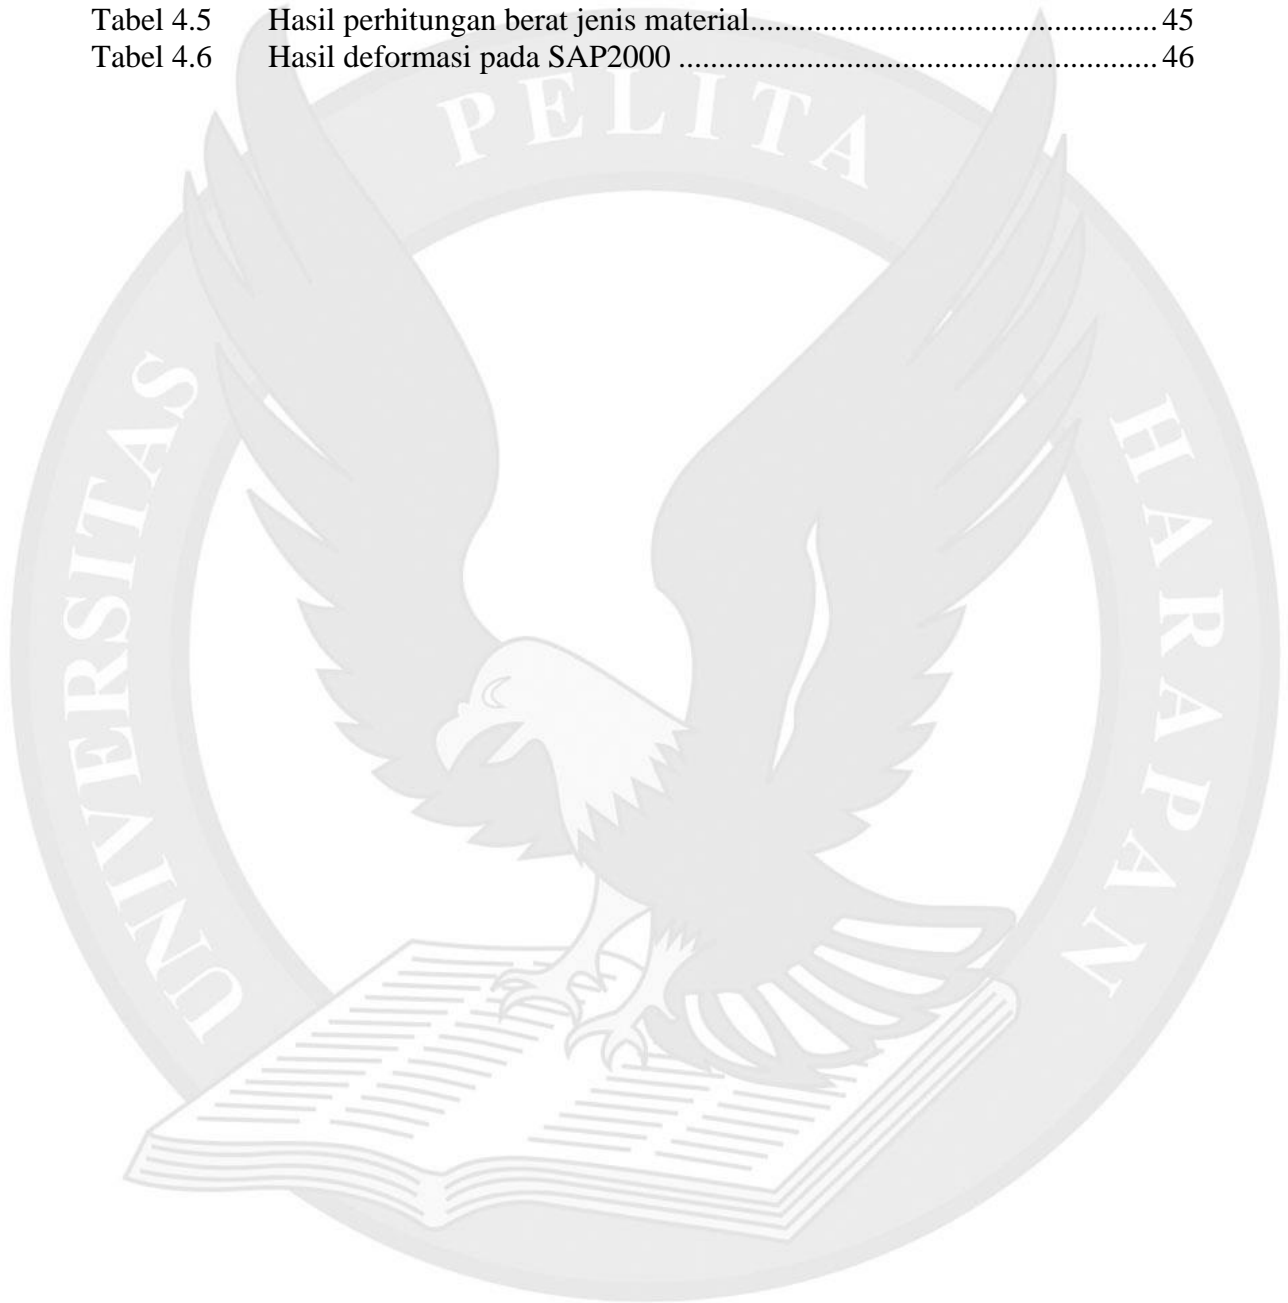 Tabel 4.5 Hasil perhitungan berat jenis material................................................... 45
Tabel 4.6 Hasil deformasi pada SAP2000 ............................................................ 46
UNIVERSITAS PELITA HARAPAN